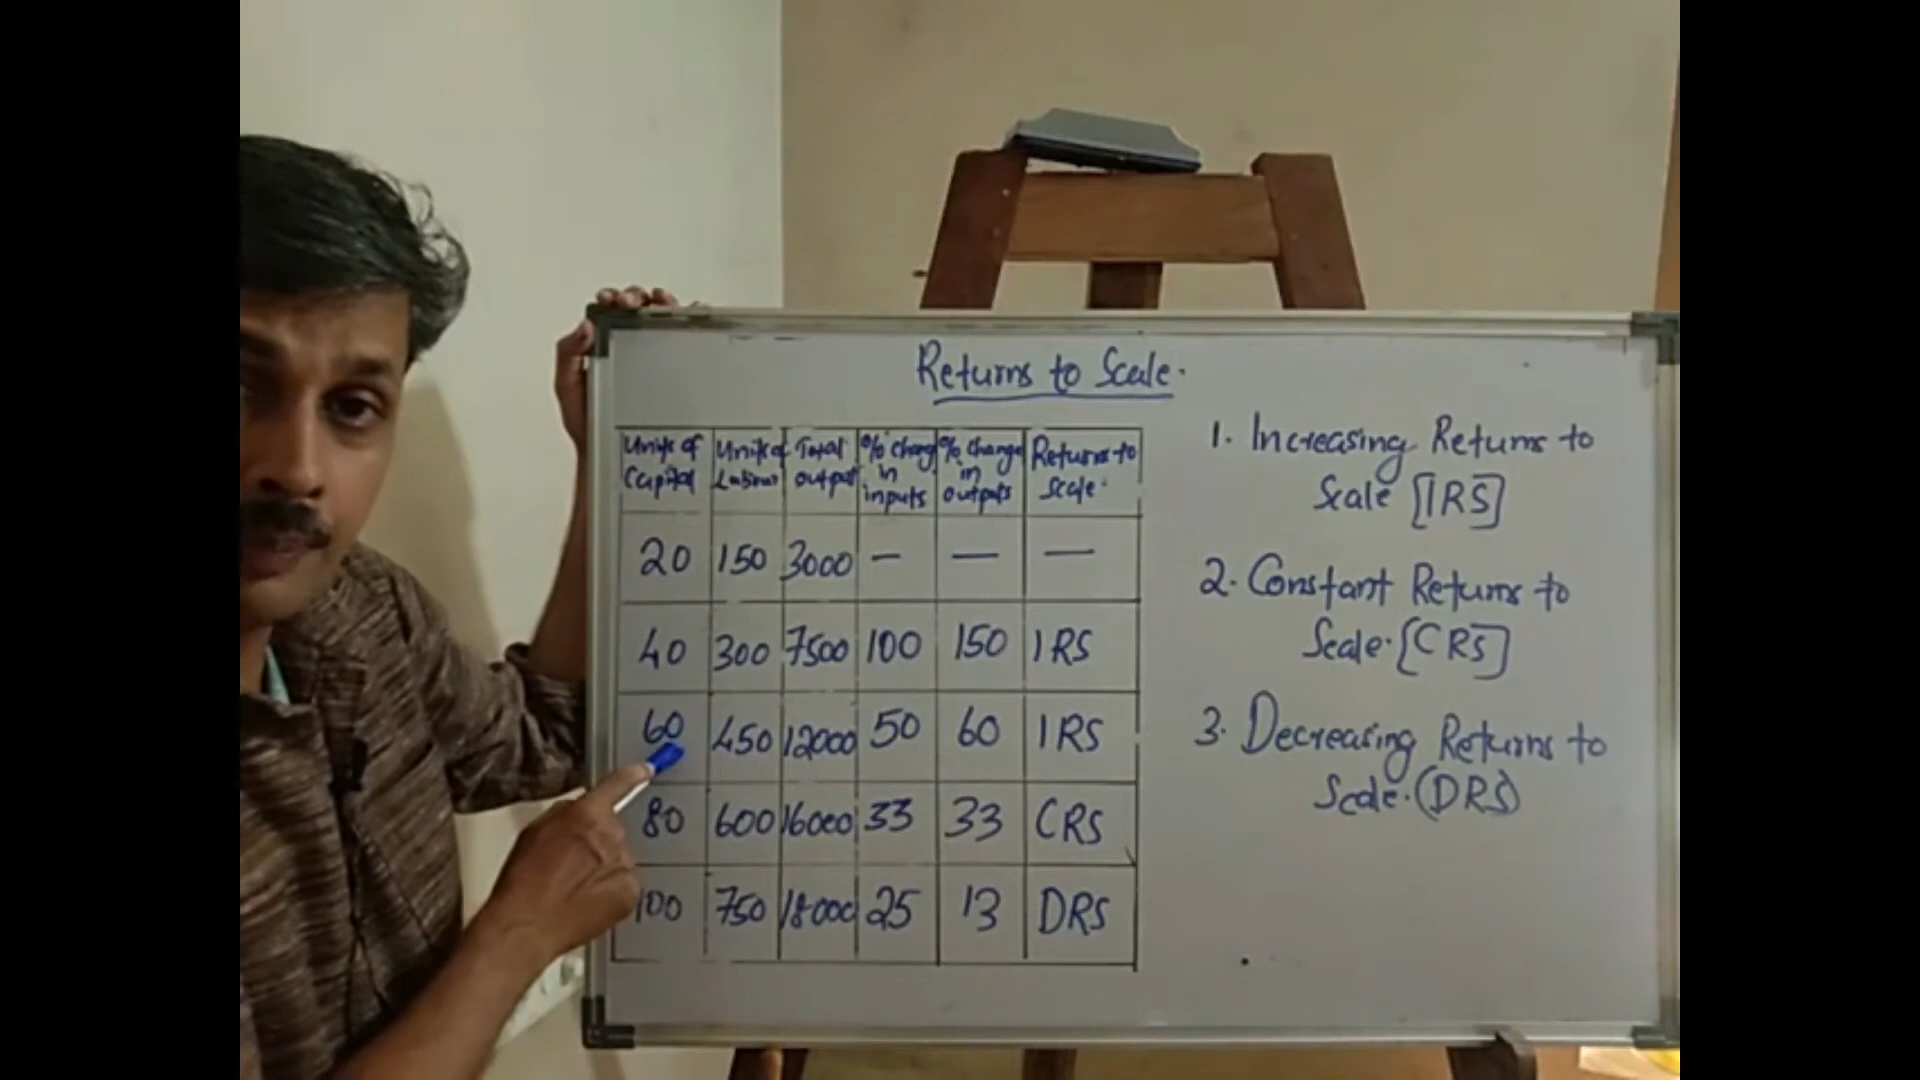 Returns to Scale.
Units of Capital | Units of Labour | Total output | % Change in inputs | % Change in outputs | Returns to Scale.
20 | 150 | 3000 | — | — | —
40 | 300 | 7500 | 100 | 150 | IRS
60 | 450 | 12000 | 50 | 60 | IRS
80 | 600 | 16000 | 33 | 33 | CRS
100 | 750 | 18000 | 25 | 13 | DRS
1. Increasing Returns to
Scale [IRS]
2. Constant Returns to
Scale. [CRS]
3. Decreasing Returns to
Scale. (DRS)